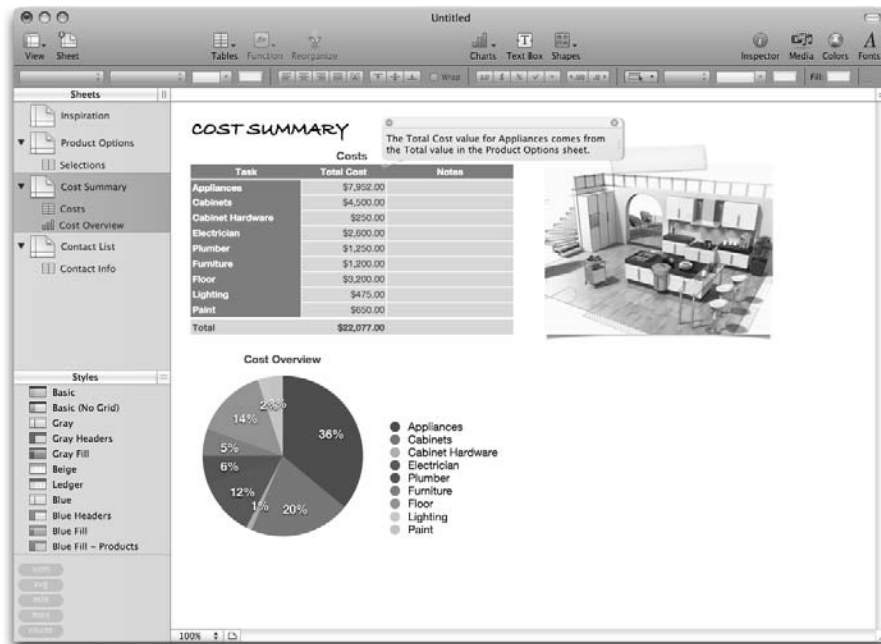 Untitled
View Sheet Tables Function Reorganize Charts Text Box Shapes Inspector Media Colors Fonts
Wrap Fill:
Sheets
Inspiration
Product Options
Selections
Cost Summary
Costs
Cost Overview
Contact List
Contact Info
Styles
Basic
Basic (No Grid)
Gray
Gray Headers
Gray Fill
Beige
Ledger
Blue
Blue Headers
Blue Fill
Blue Fill – Products
COST SUMMARY
The Total Cost value for Appliances comes from
the Total value in the Product Options sheet.
Costs
Task Total Cost Notes
Appliances $7,952.00
Cabinets $4,500.00
Cabinet Hardware $250.00
Electrician $2,600.00
Plumber $1,250.00
Furniture $1,200.00
Floor $3,200.00
Lighting $475.00
Paint $650.00
Total $22,077.00
Cost Overview
36%
20%
1%
12%
6%
5%
14%
2%
3%
Appliances
Cabinets
Cabinet Hardware
Electrician
Plumber
Furniture
Floor
Lighting
Paint
100%